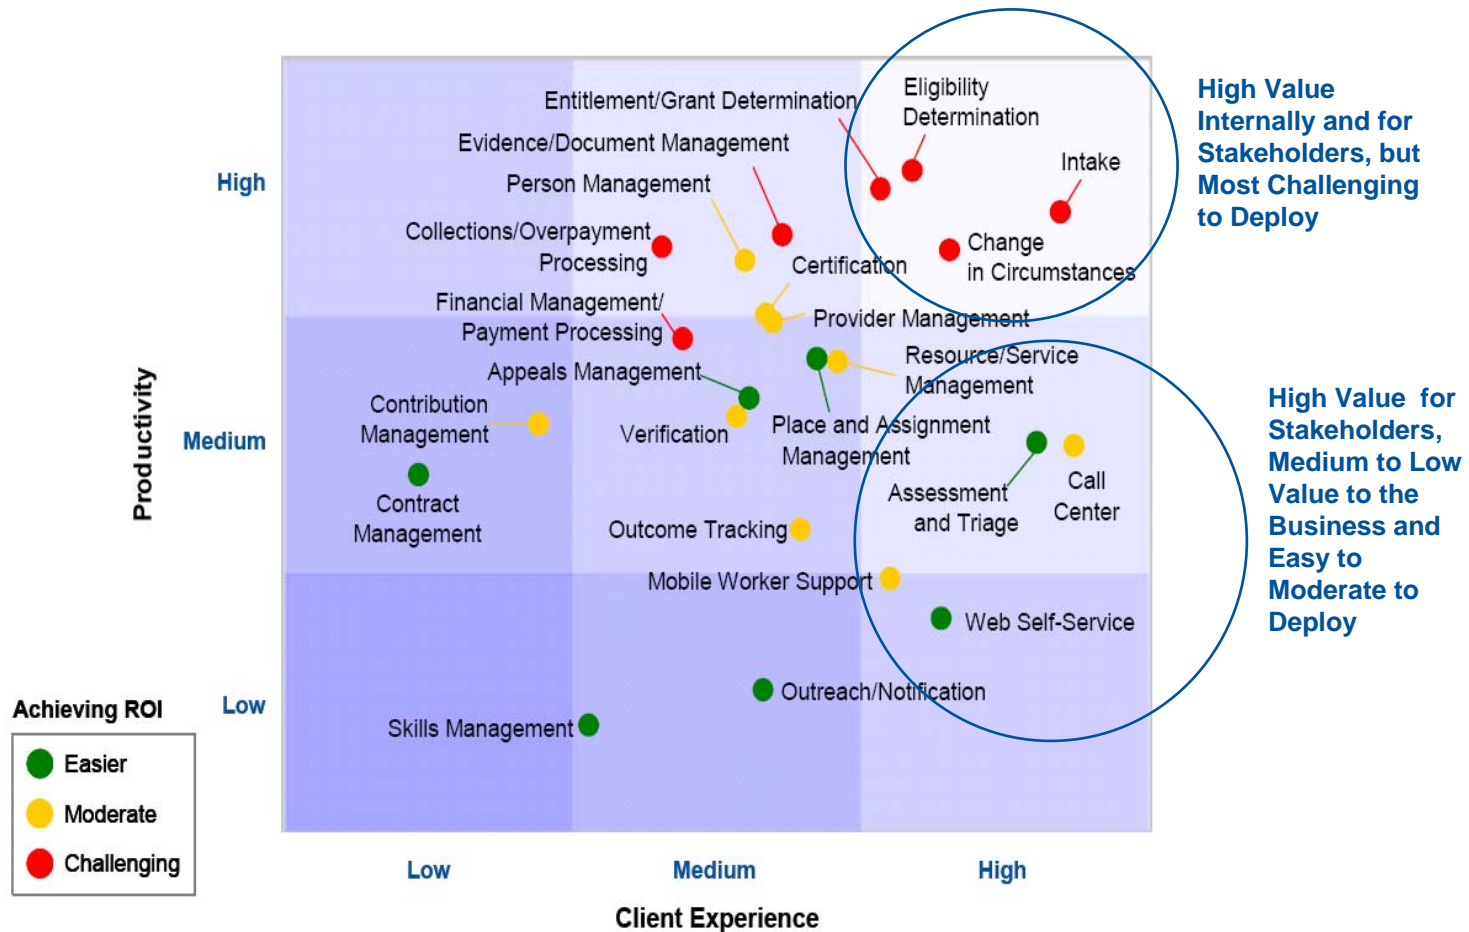 Entitlement/Grant Determination
Eligibility
Determination
Evidence/Document Management
Person Management
Intake
Collections/Overpayment
Processing
Change
in Circumstances
Certification
Financial Management/
Payment Processing
Provider Management
Appeals Management
Resource/Service
Management
Contribution
Management
Verification
Place and Assignment
Management
Contract
Management
Assessment
and Triage
Call
Center
Outcome Tracking
Mobile Worker Support
Web Self-Service
Outreach/Notification
Skills Management
High
Medium
Low
Productivity
Low
Medium
High
Client Experience
Achieving ROI
Easier
Moderate
Challenging
High Value
Internally and for
Stakeholders, but
Most Challenging
to Deploy
High Value for
Stakeholders,
Medium to Low
Value to the
Business and
Easy to
Moderate to
Deploy